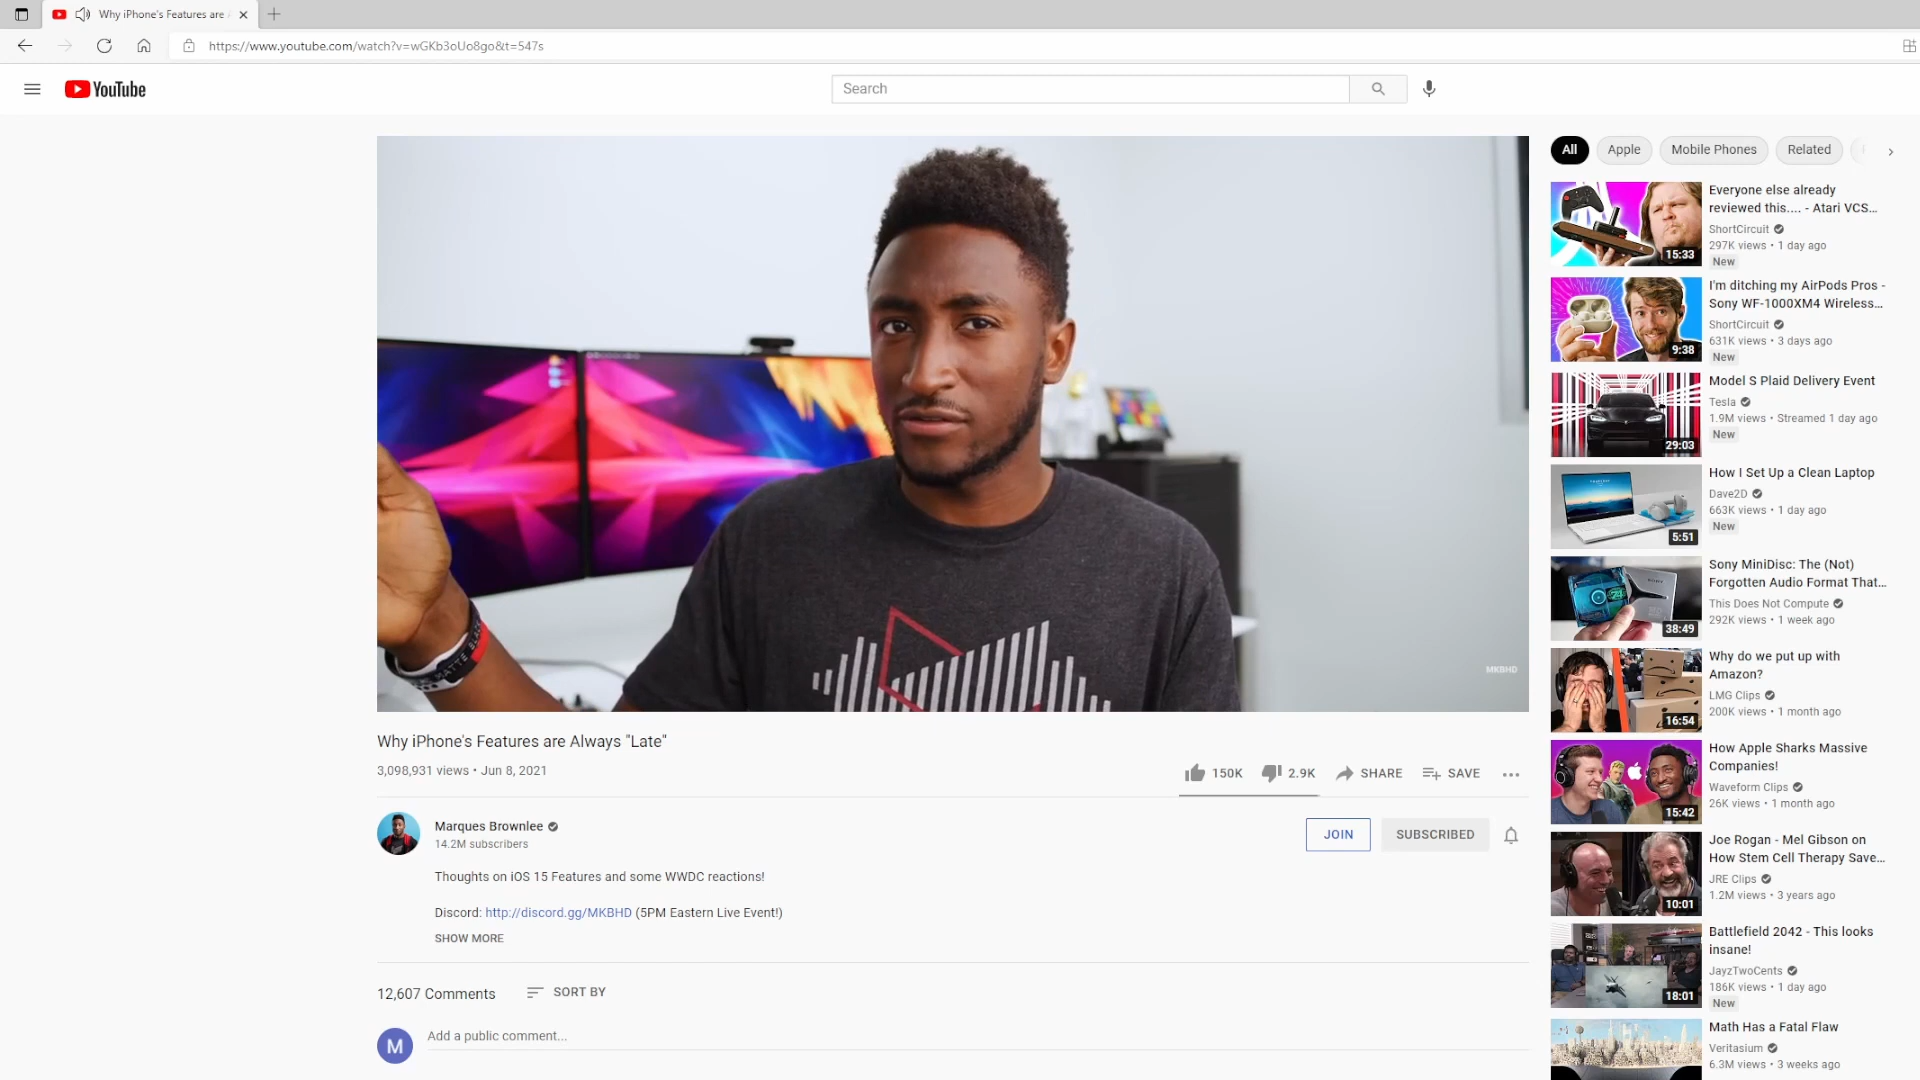 Why iPhone's Features are
https://www.youtube.com/watch?v=wGKb3oUo8go&t=547s
YouTube
Search
MKBHD
Why iPhone's Features are Always "Late"
3,098,931 views • Jun 8, 2021
150K
2.9K
SHARE
SAVE
Marques Brownlee
14.2M subscribers
JOIN
SUBSCRIBED
Thoughts on iOS 15 Features and some WWDC reactions!
Discord: http://discord.gg/MKBHD (5PM Eastern Live Event!)
SHOW MORE
12,607 Comments
SORT BY
M
Add a public comment...
All
Apple
Mobile Phones
Related
15:33
Everyone else already
reviewed this.... - Atari VCS...
ShortCircuit
297K views • 1 day ago
New
9:38
I'm ditching my AirPods Pros -
Sony WF-1000XM4 Wireless...
ShortCircuit
631K views • 3 days ago
New
29:03
Model S Plaid Delivery Event
Tesla
1.9M views • Streamed 1 day ago
New
5:51
How I Set Up a Clean Laptop
Dave2D
663K views • 1 day ago
New
38:49
Sony MiniDisc: The (Not)
Forgotten Audio Format That...
This Does Not Compute
292K views • 1 week ago
16:54
Why do we put up with
Amazon?
LMG Clips
200K views • 1 month ago
15:42
How Apple Sharks Massive
Companies!
Waveform Clips
26K views • 1 month ago
10:01
Joe Rogan - Mel Gibson on
How Stem Cell Therapy Save...
JRE Clips
1.2M views • 3 years ago
18:01
Battlefield 2042 - This looks
insane!
JayzTwoCents
186K views • 1 day ago
New
Math Has a Fatal Flaw
Veritasium
6.3M views • 3 weeks ago